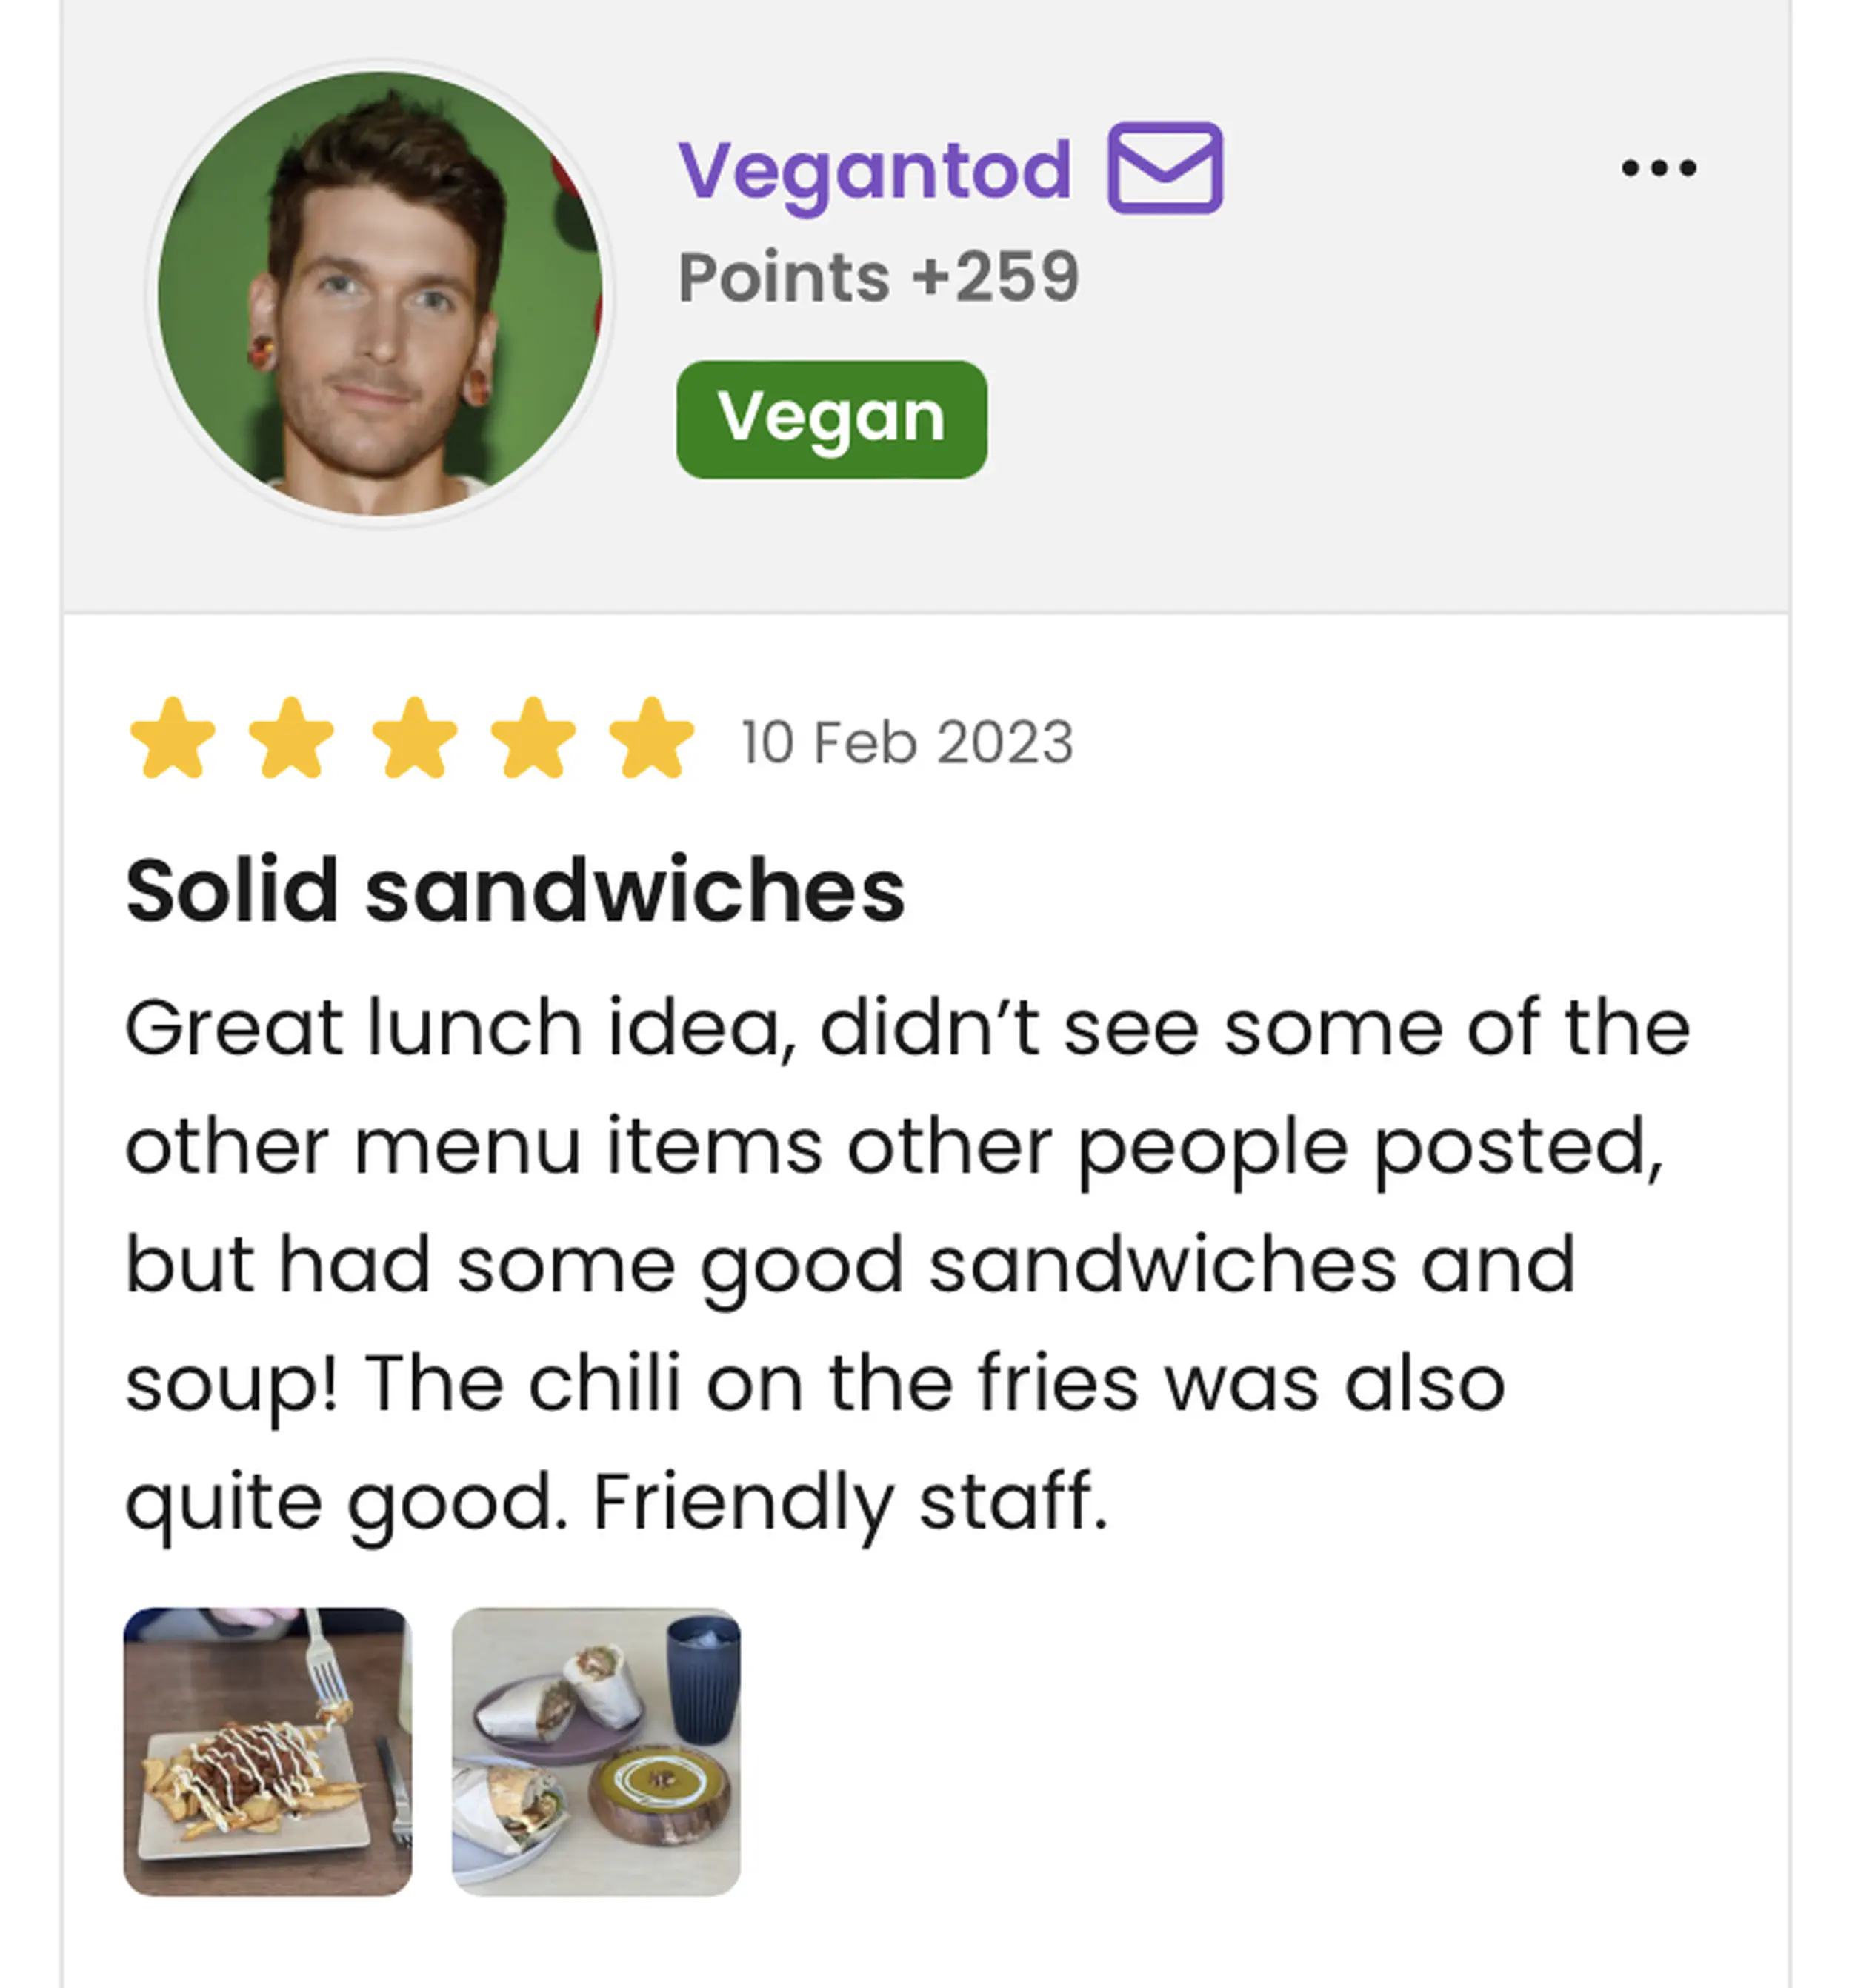 Vegantod
Points +259
Vegan
10 Feb 2023
Solid sandwiches
Great lunch idea, didn’t see some of the
other menu items other people posted,
but had some good sandwiches and
soup! The chili on the fries was also
quite good. Friendly staff.